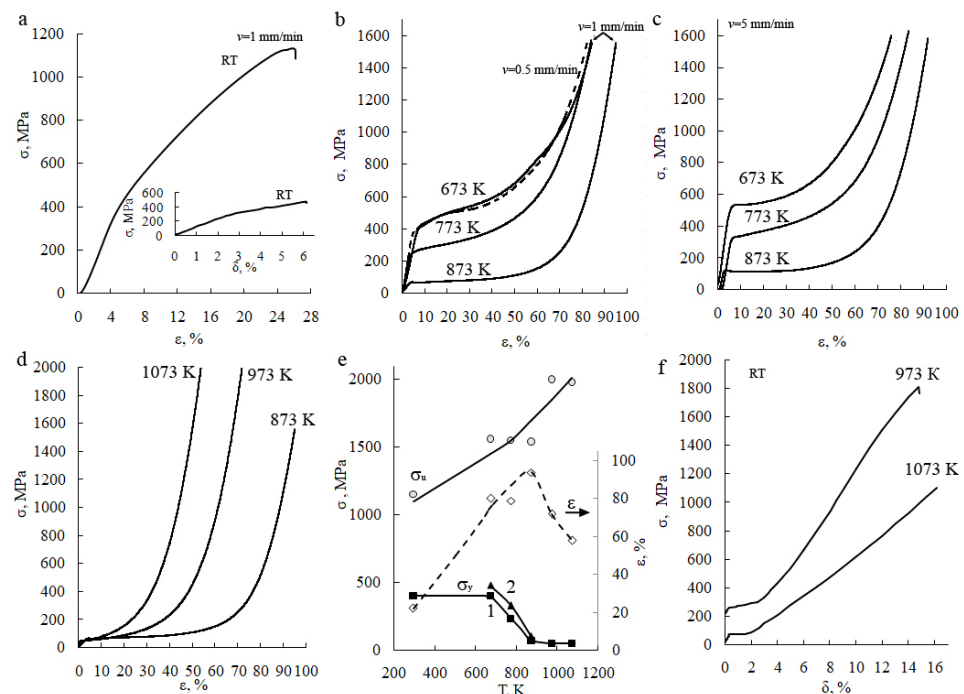 a
v=1 mm/min
RT
σ, MPa
1200
1000
800
600
400
200
0
0 4 8 12 16 20 24 28
ε, %
σ, MPa
600
400
200
0
RT
0 1 2 3 4 5 6
δ, %
b
v=1 mm/min
v=0.5 mm/min
σ, MPa
1600
1400
1200
1000
800
600
400
200
0
673 K
773 K
873 K
0 10 20 30 40 50 60 70 80 90 100
ε, %
c
v=5 mm/min
σ, MPa
1600
1400
1200
1000
800
600
400
200
0
673 K
773 K
873 K
0 10 20 30 40 50 60 70 80 90 100
ε, %
d
σ, MPa
2000
1800
1600
1400
1200
1000
800
600
400
200
0
1073 K
973 K
873 K
0 10 20 30 40 50 60 70 80 90 100
ε, %
e
σ, MPa
2000
1500
1000
500
0
σu
ε
σy
2
1
100
80
60
40
20
0
ε, %
200 400 600 800 1000 1200
T, K
f
RT
σ, MPa
2000
1800
1600
1400
1200
1000
800
600
400
200
0
973 K
1073 K
0 2 4 6 8 10 12 14 16
δ, %